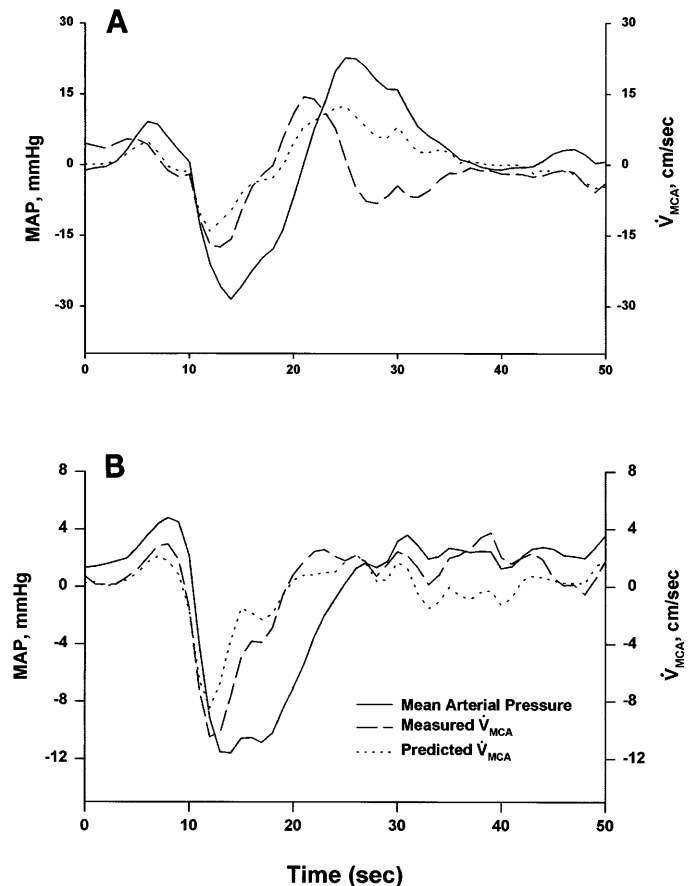 A
30
15
0
-15
-30
MAP, mmHg
30
15
0
-15
-30
V̇MCA, cm/sec
0 10 20 30 40 50
B
8
4
0
-4
-8
-12
MAP, mmHg
8
4
0
-4
-8
-12
V̇MCA, cm/sec
Mean Arterial Pressure
Measured V̇MCA
Predicted V̇MCA
0 10 20 30 40 50
Time (sec)